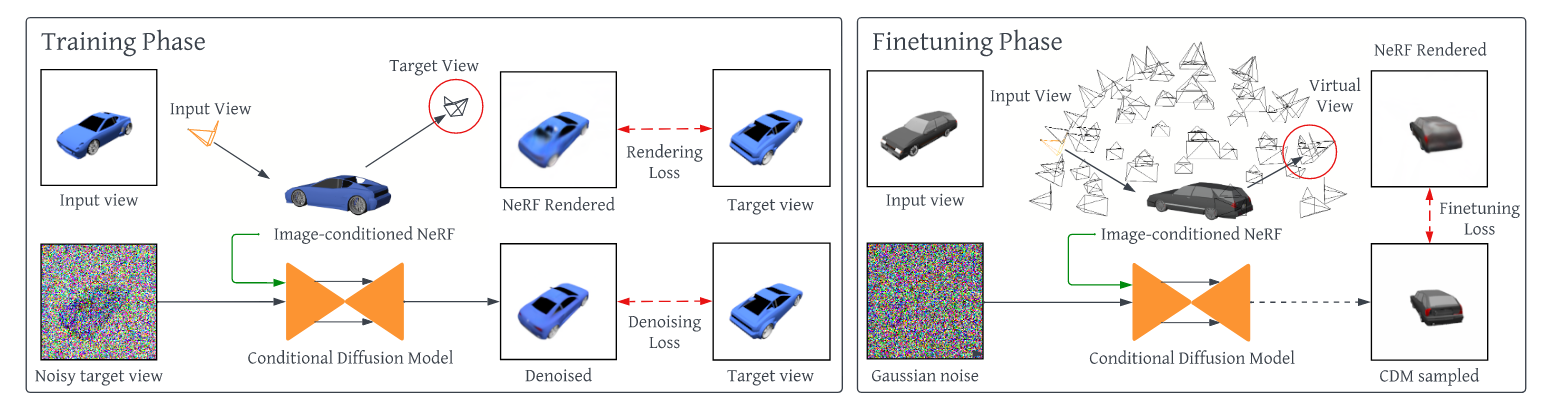 Training Phase
Target View
Input View
Input view
Image-conditioned NeRF
NeRF Rendered
Rendering
Loss
Target view
Noisy target view
Conditional Diffusion Model
Denoised
Denoising
Loss
Target view
Finetuning Phase
NeRF Rendered
Input View
Virtual
View
Input view
Image-conditioned NeRF
Finetuning
Loss
Gaussian noise
Conditional Diffusion Model
CDM sampled